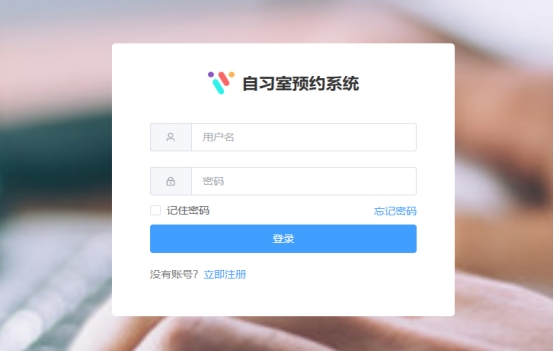 自习室预约系统
用户名
密码
记住密码 忘记密码
登录
没有账号？立即注册